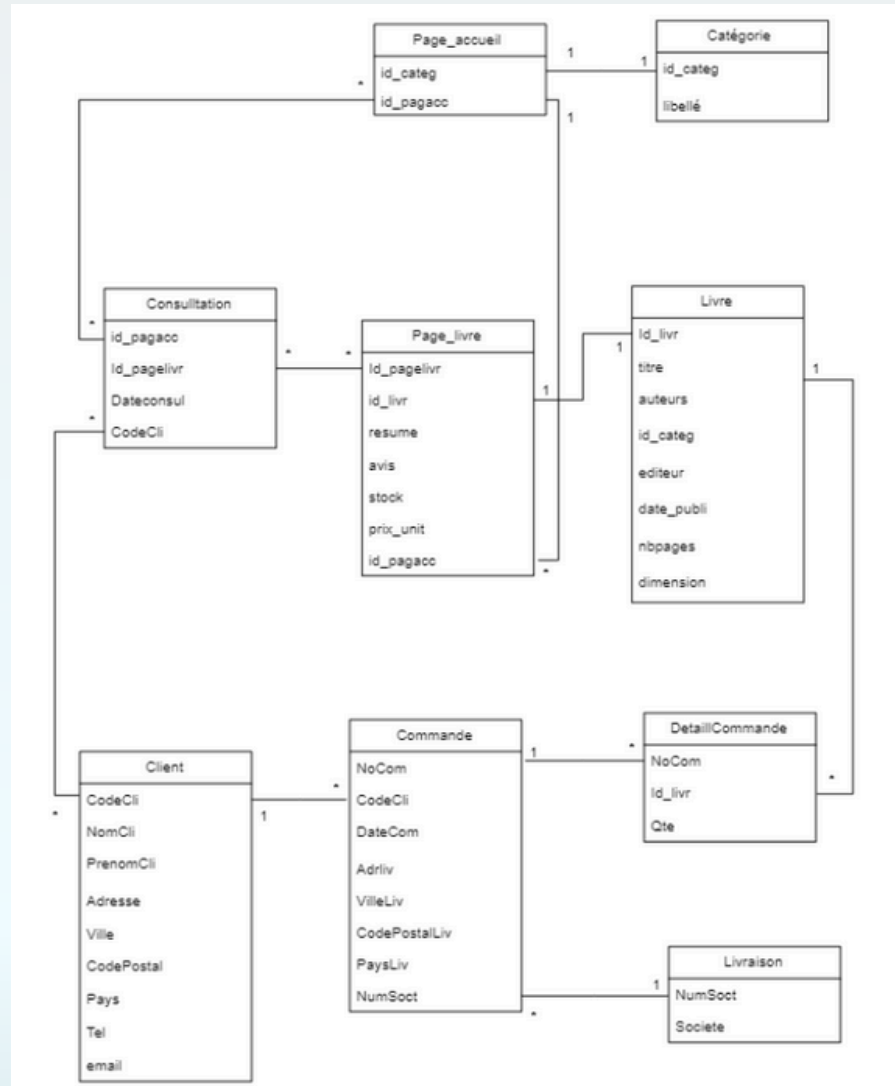 Page_accueil
id_categ
id_pagacc
Catégorie
id_categ
libellé
1
1
*
1
Consulltation
id_pagacc
Id_pagelivr
Dateconsul
CodeCli
*
*
*
*
Page_livre
Id_pagelivr
id_livr
resume
avis
stock
prix_unit
id_pagacc
1
*
Livre
Id_livr
titre
auteurs
id_categ
editeur
date_publi
nbpages
dimension
1
1
Client
CodeCli
NomCli
PrenomCli
Adresse
Ville
CodePostal
Pays
Tel
email
*
1
*
Commande
NoCom
CodeCli
DateCom
Adrliv
VilleLiv
CodePostalLiv
PaysLiv
NumSoct
1
*
*
DetaillCommande
NoCom
Id_livr
Qte
*
1
Livraison
NumSoct
Societe